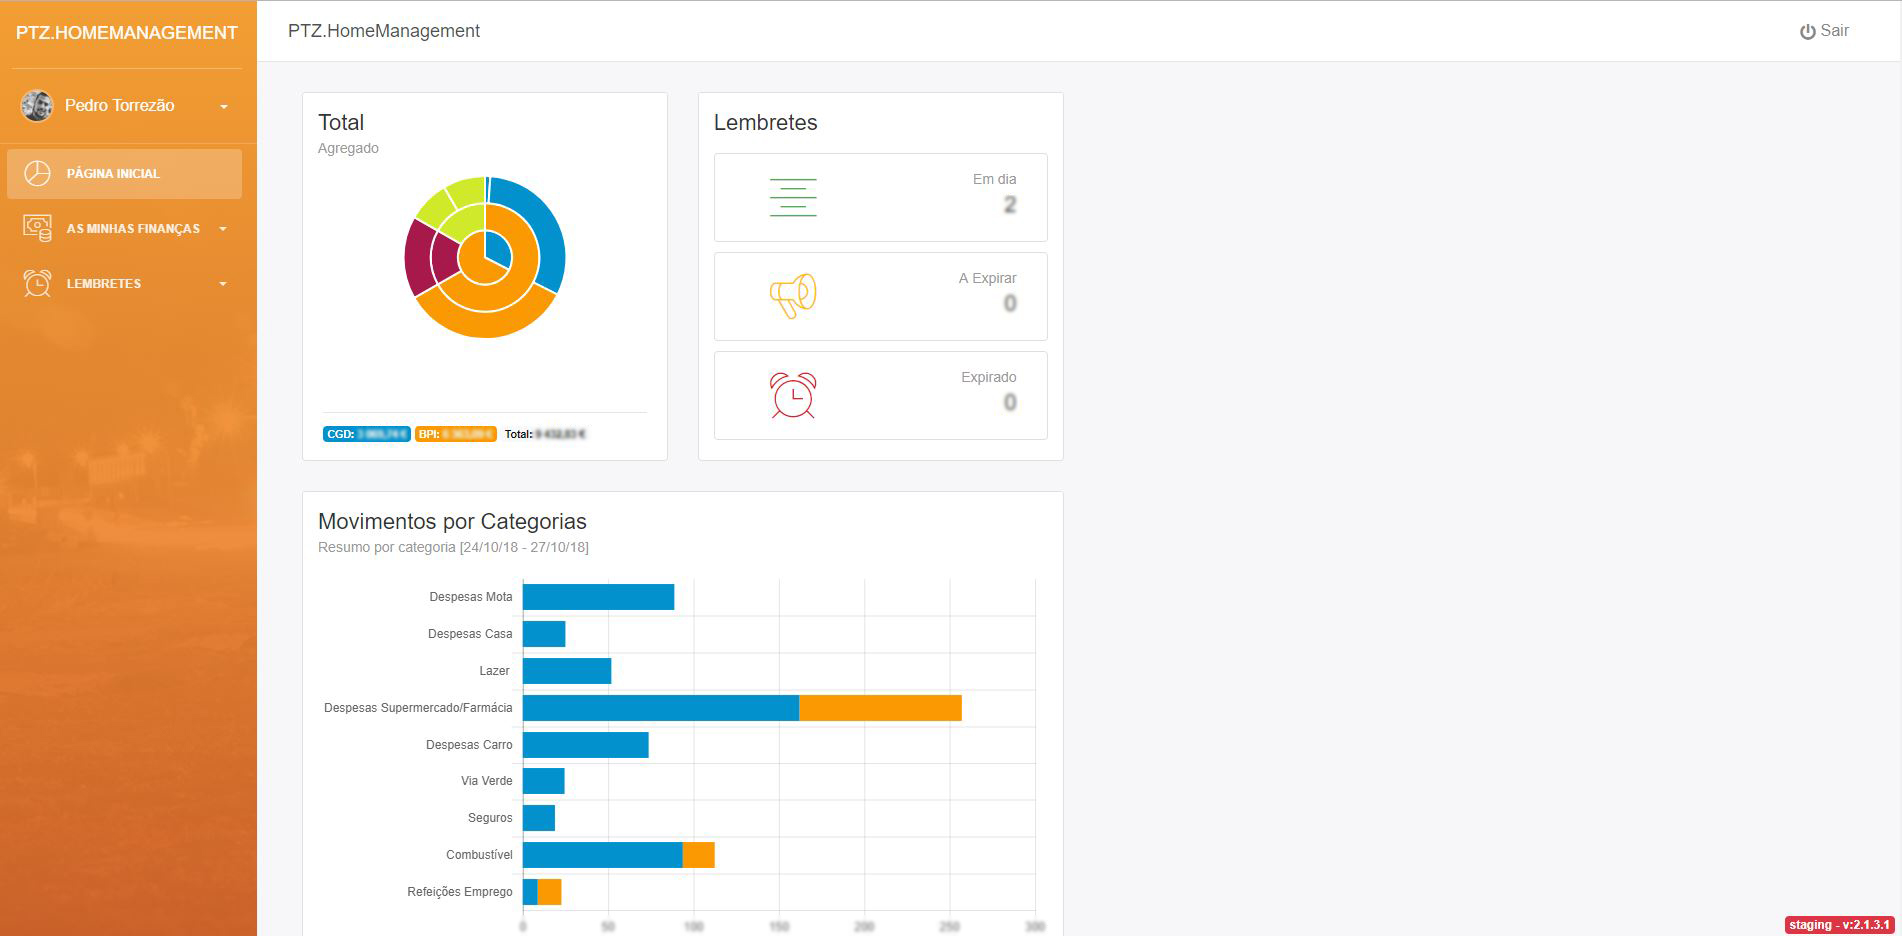 PTZ.HOMEMANAGEMENT
Pedro Torrezão
PÁGINA INICIAL
AS MINHAS FINANÇAS
LEMBRETES
PTZ.HomeManagement
Sair
Total
Agregado
CGD:
BPI:
Total:
Lembretes
Em dia
2
A Expirar
0
Expirado
0
Movimentos por Categorias
Resumo por categoria [24/10/18 - 27/10/18]
Despesas Mota
Despesas Casa
Lazer
Despesas Supermercado/Farmácia
Despesas Carro
Via Verde
Seguros
Combustível
Refeições Emprego
0 50 100 150 200 250 300
staging - v:2.1.3.1